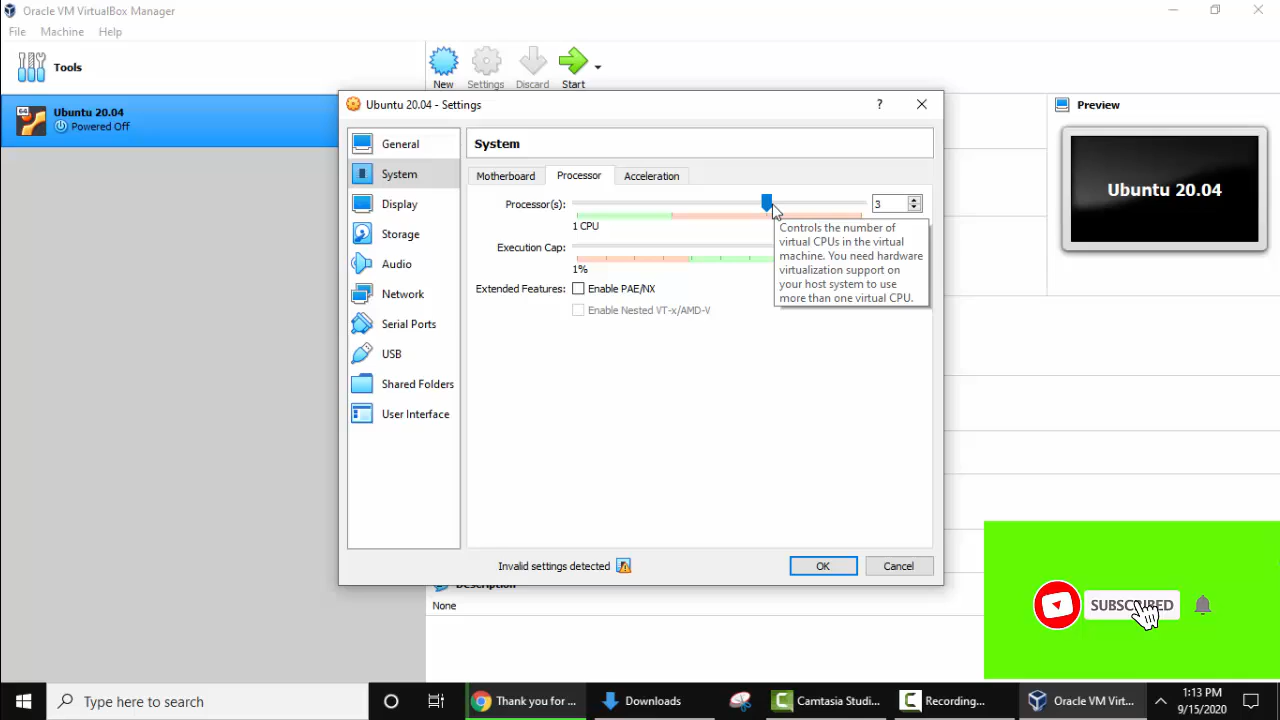 Oracle VM VirtualBox Manager
File Machine Help
Tools
New Settings Discard Start
64
Ubuntu 20.04
Powered Off
Ubuntu 20.04 - Settings
?
Preview
Ubuntu 20.04
General
System
Display
Storage
Audio
Network
Serial Ports
USB
Shared Folders
User Interface
System
Motherboard Processor Acceleration
Processor(s): 3
1 CPU
Execution Cap:
1%
Extended Features: Enable PAE/NX
Enable Nested VT-x/AMD-V
Controls the number of
virtual CPUs in the virtual
machine. You need hardware
virtualization support on
your host system to use
more than one virtual CPU.
Invalid settings detected
OK Cancel
Description
None
SUBSCRIBED
Type here to search
Thank you for ...
Downloads
Camtasia Studi...
Recording...
Oracle VM Virt...
1:13 PM
9/15/2020